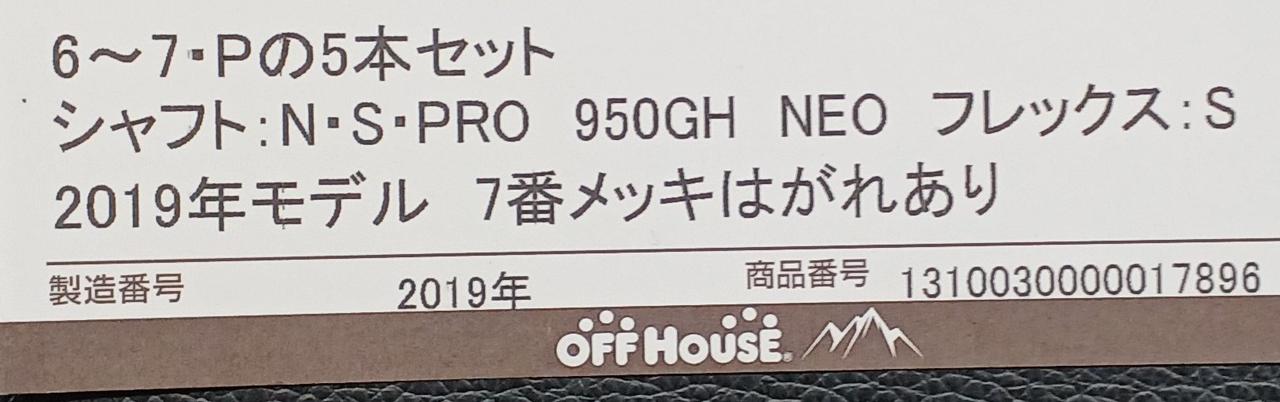 6～7・Pの5本セット
シャフト:N・S・PRO 950GH NEO フレックス:S
2019年モデル 7番メッキはがれあり
製造番号 2019年 商品番号 1310030000017896
OFF HOUSE